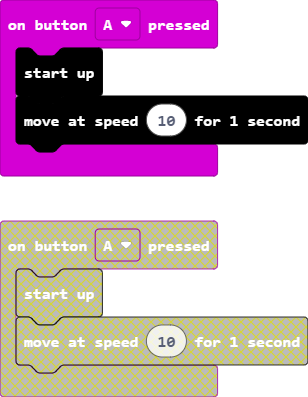 on button A pressed
start up
move at speed 10 for 1 second
on button A pressed
start up
move at speed 10 for 1 second